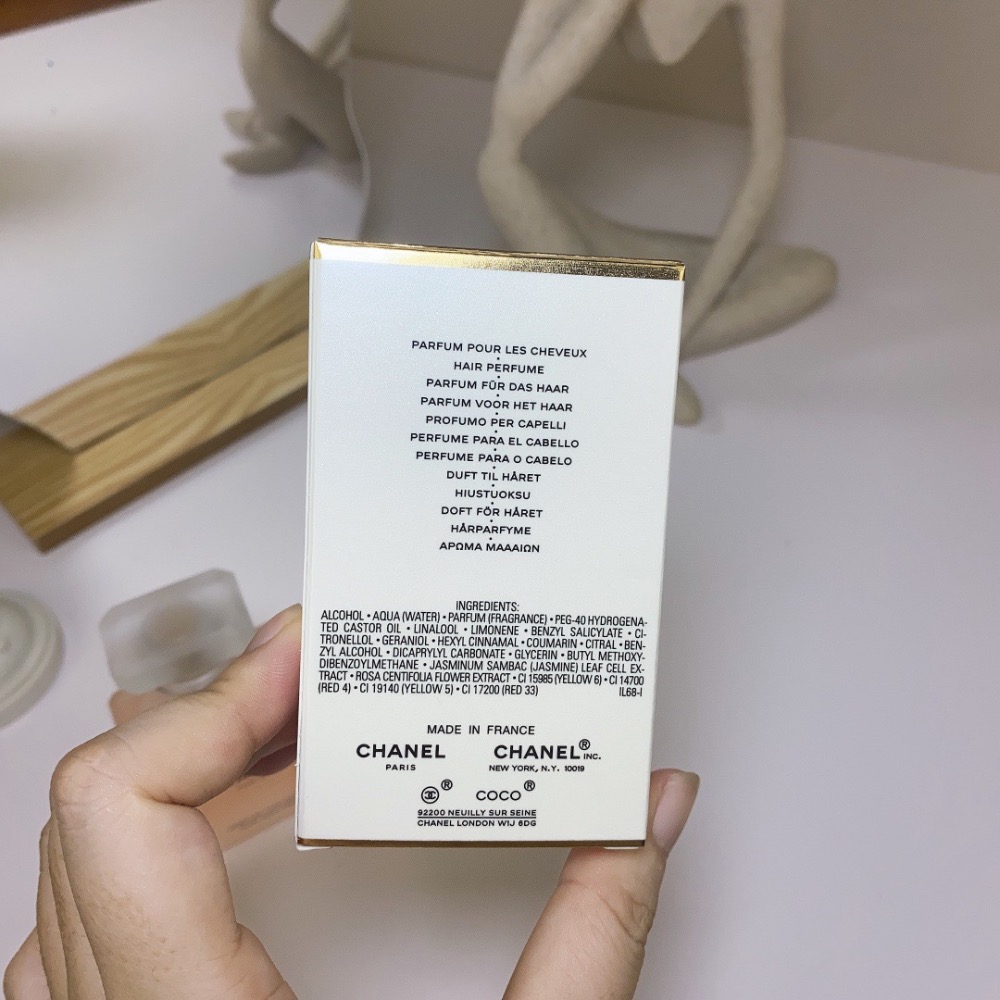 PARFUM POUR LES CHEVEUX
HAIR PERFUME
PARFUM FÜR DAS HAAR
PARFUM VOOR HET HAAR
PROFUMO PER CAPELLI
PERFUME PARA EL CABELLO
PERFUME PARA O CABELO
DUFT TIL HÅRET
HIUSTUOKSU
DOFT FÖR HÅRET
HÅRPARFYME
ΑΡΩΜΑ ΜΑΛΛΙΩΝ
INGREDIENTS:
ALCOHOL • AQUA (WATER) • PARFUM (FRAGRANCE) • PEG-40 HYDROGENA-
TED CASTOR OIL • LINALOOL • LIMONENE • BENZYL SALICYLATE • CI-
TRONELLOL • GERANIOL • HEXYL CINNAMAL • COUMARIN • CITRAL • BEN-
ZYL ALCOHOL • DICAPRYLYL CARBONATE • GLYCERIN • BUTYL METHOXY-
DIBENZOYLMETHANE • JASMINUM SAMBAC (JASMINE) LEAF CELL EX-
TRACT • ROSA CENTIFOLIA FLOWER EXTRACT • CI 15985 (YELLOW 6) • CI 14700
(RED 4) • CI 19140 (YELLOW 5) • CI 17200 (RED 33) IL68-I
MADE IN FRANCE
CHANEL CHANEL® INC.
PARIS NEW YORK, N.Y. 10019
® COCO®
92200 NEUILLY SUR SEINE
CHANEL LONDON W1J 6DG